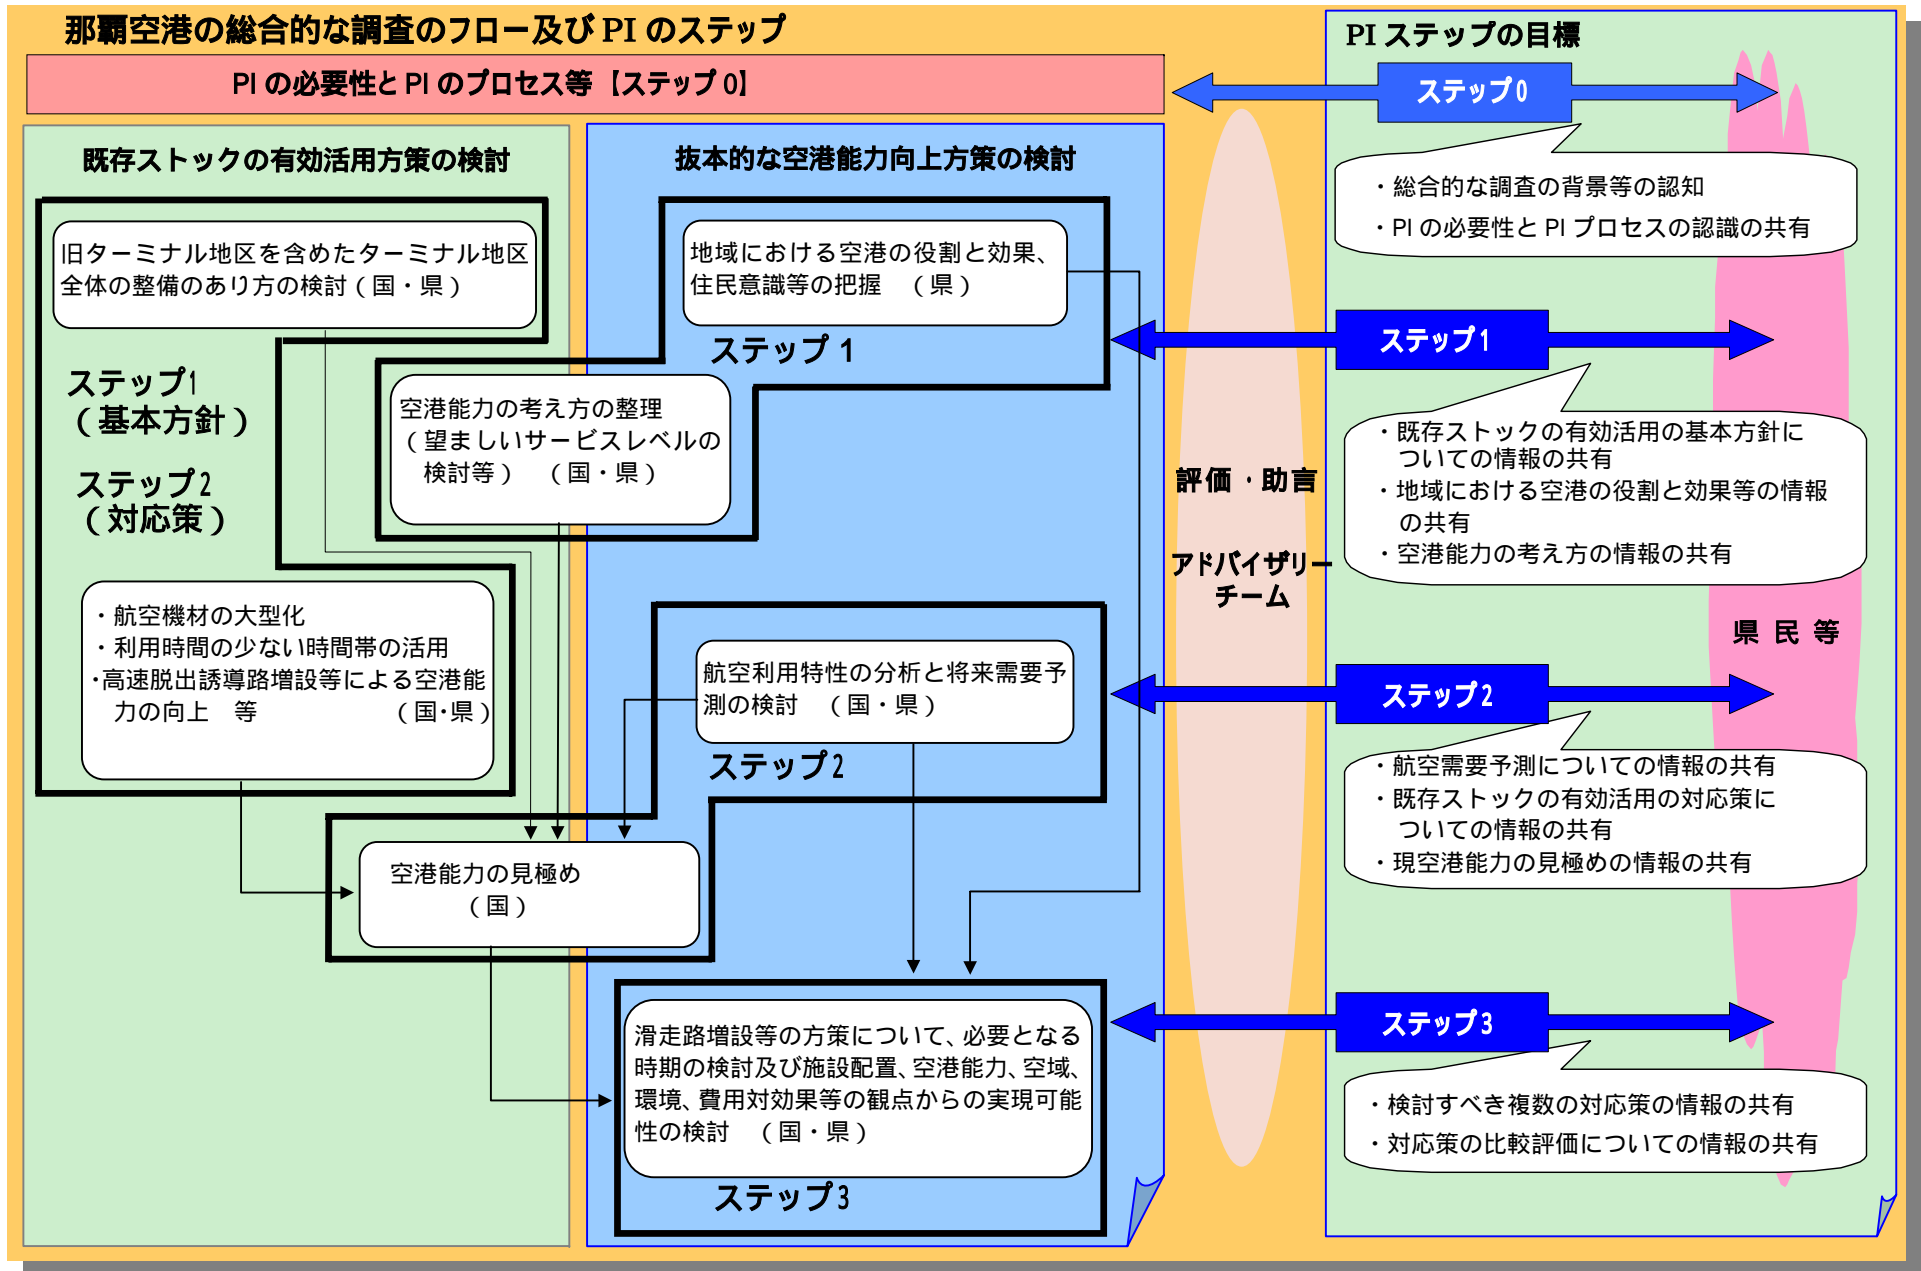 那覇空港の総合的な調査のフロー及び PI のステップ
PI の必要性と PI のプロセス等【ステップ 0】
既存ストックの有効活用方策の検討
旧ターミナル地区を含めたターミナル地区
全体の整備のあり方の検討（国・県）
ステップ1
（基本方針）
ステップ2
（対応策）
・航空機材の大型化
・利用時間の少ない時間帯の活用
・高速脱出誘導路増設等による空港能
力の向上　等　（国・県）
抜本的な空港能力向上方策の検討
地域における空港の役割と効果、
住民意識等の把握　（県）
ステップ 1
空港能力の考え方の整理
（望ましいサービスレベルの
検討等）　（国・県）
航空利用特性の分析と将来需要予
測の検討　（国・県）
ステップ2
空港能力の見極め
（国）
滑走路増設等の方策について、必要となる
時期の検討及び施設配置、空港能力、空域、
環境、費用対効果等の観点からの実現可能
性の検討　（国・県）
ステップ3
評価・助言
アドバイザリー
チーム
PI ステップの目標
ステップ0
・総合的な調査の背景等の認知
・PI の必要性と PI プロセスの認識の共有
ステップ1
・既存ストックの有効活用の基本方針に
ついての情報の共有
・地域における空港の役割と効果等の情報
の共有
・空港能力の考え方の情報の共有
県 民 等
ステップ2
・航空需要予測についての情報の共有
・既存ストックの有効活用の対応策に
ついての情報の共有
・現空港能力の見極めの情報の共有
ステップ3
・検討すべき複数の対応策の情報の共有
・対応策の比較評価についての情報の共有